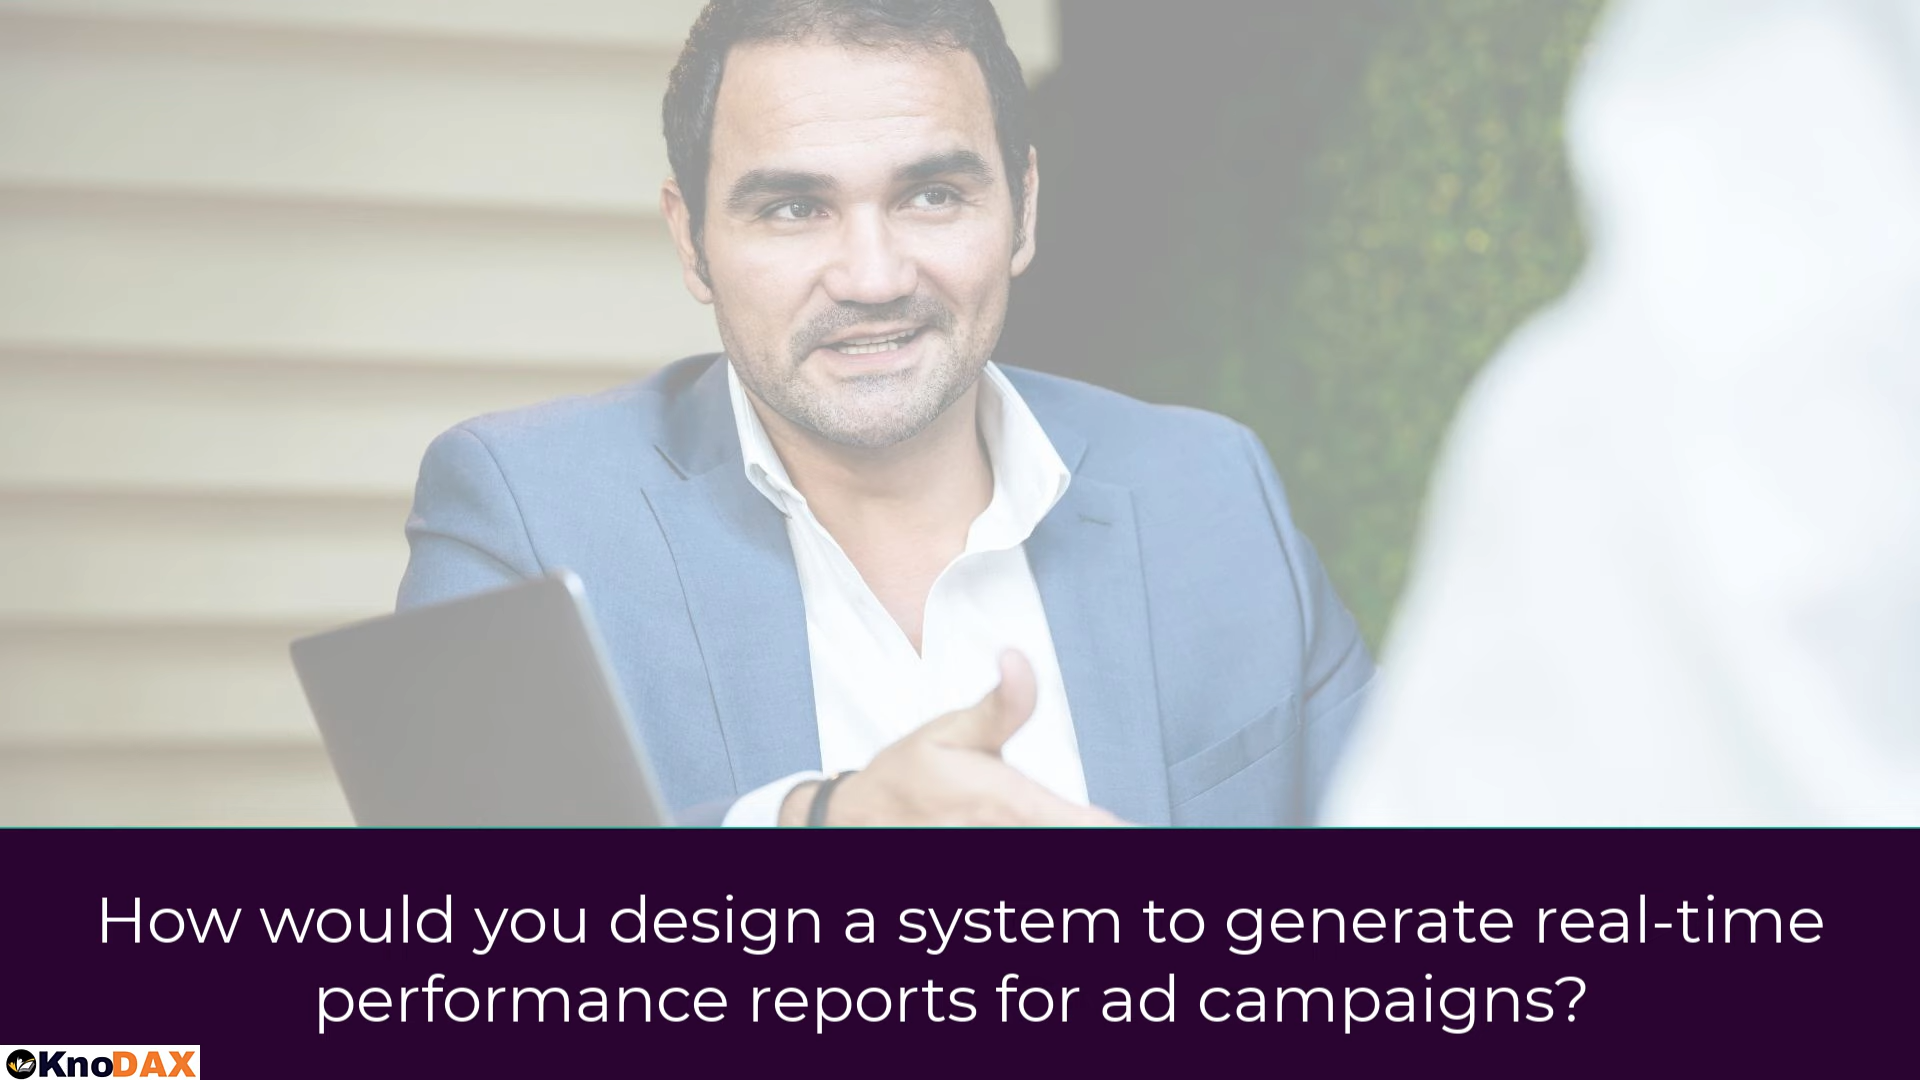 How would you design a system to generate real-time
performance reports for ad campaigns?
KnoDAX